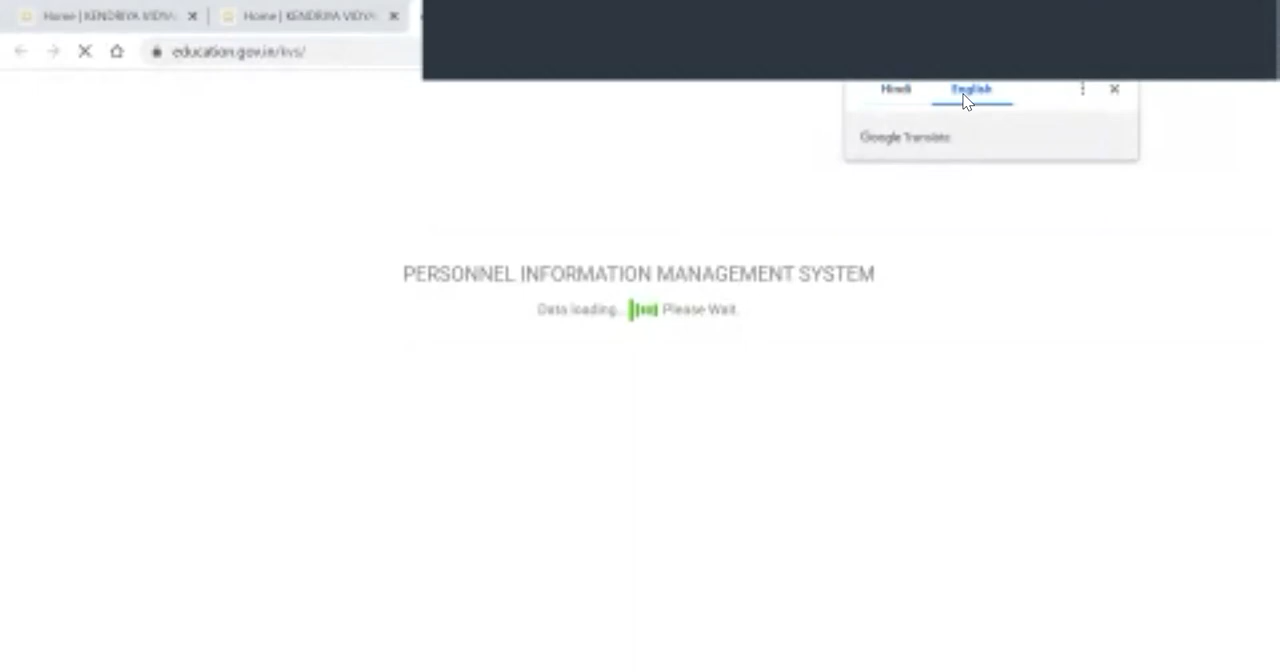 Home | KENDRIYA VIDYA
Home | KENDRIYA VIDYA
education.gov.in/kvs/
Hindi English
Google Translate
PERSONNEL INFORMATION MANAGEMENT SYSTEM
Data loading... Please Wait.